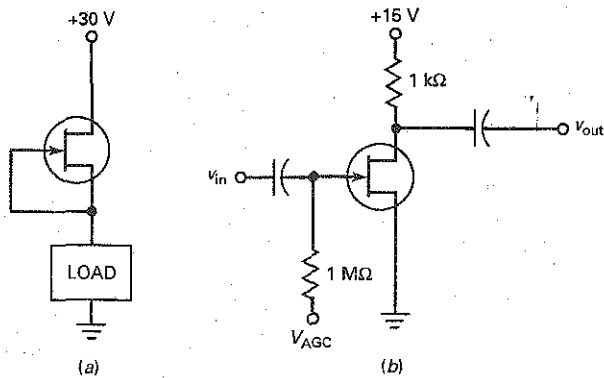 +30 V
LOAD
(a)
+15 V
1 kΩ
v_out
v_in
1 MΩ
V_AGC
(b)